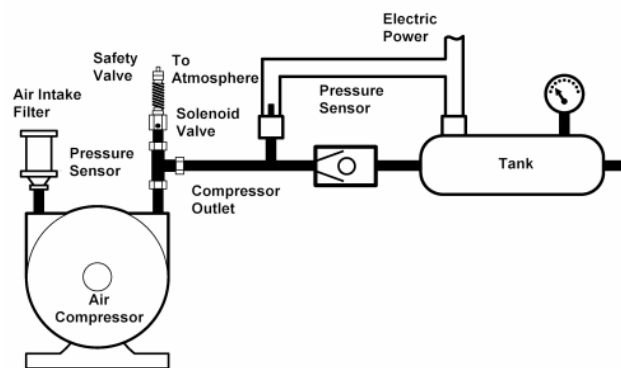 Electric
Power
Safety
Valve
To
Atmosphere
Air Intake
Filter
Pressure
Sensor
Solenoid
Valve
Pressure
Sensor
Compressor
Outlet
Tank
Air
Compressor